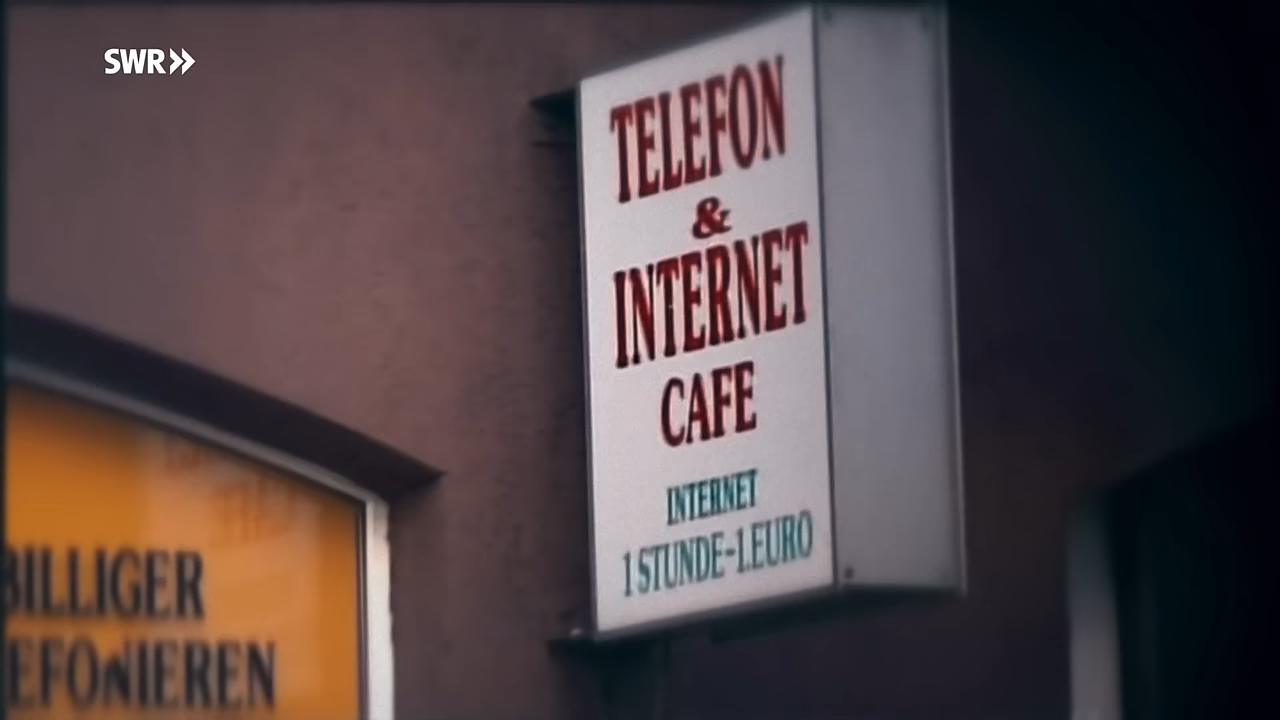 SWR»
TELEFON
&
INTERNET
CAFE
INTERNET
1 STUNDE-1.EURO
BILLIGER
EFONIEREN